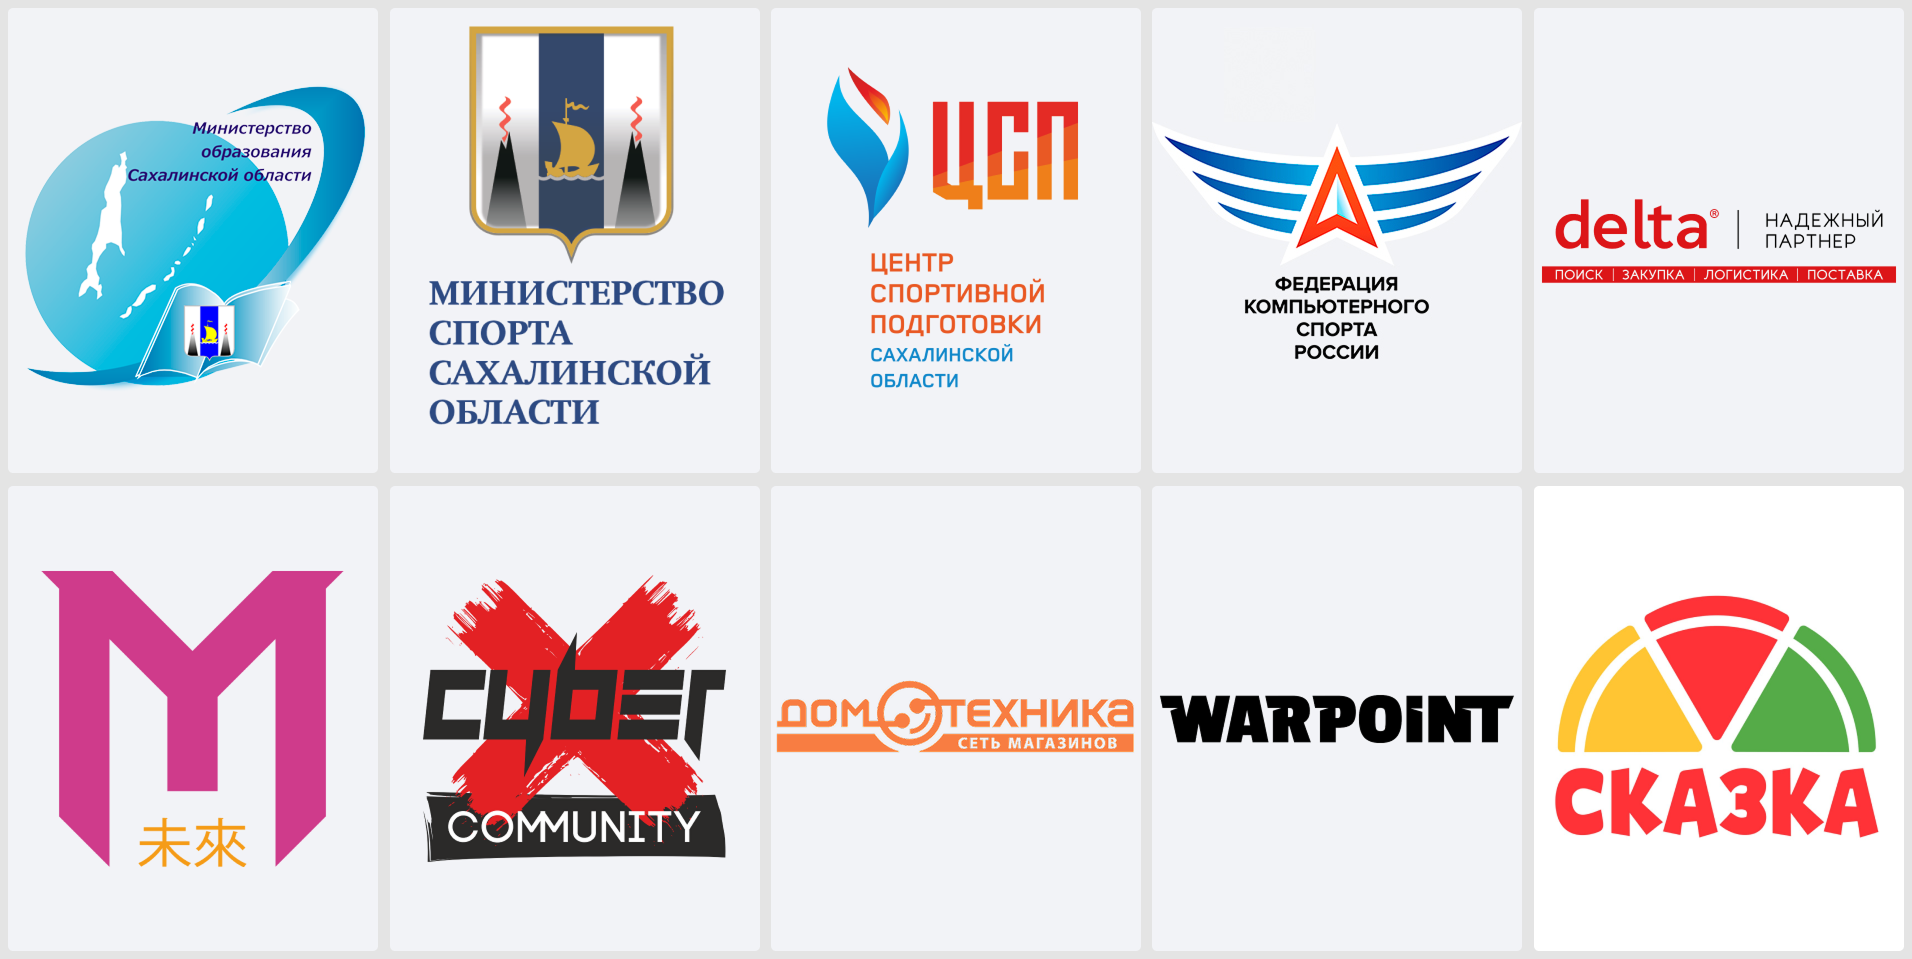 Министерство
образования
Сахалинской области
МИНИСТЕРСТВО
СПОРТА
САХАЛИНСКОЙ
ОБЛАСТИ
ЦСП
ЦЕНТР
СПОРТИВНОЙ
ПОДГОТОВКИ
САХАЛИНСКОЙ
ОБЛАСТИ
ФЕДЕРАЦИЯ
КОМПЬЮТЕРНОГО
СПОРТА
РОССИИ
delta®
НАДЕЖНЫЙ
ПАРТНЕР
ПОИСК | ЗАКУПКА | ЛОГИСТИКА | ПОСТАВКА
M
未來
cyber
COMMUNITY
ДОМОТЕХНИКА
СЕТЬ МАГАЗИНОВ
WARPOINT
СКАЗКА